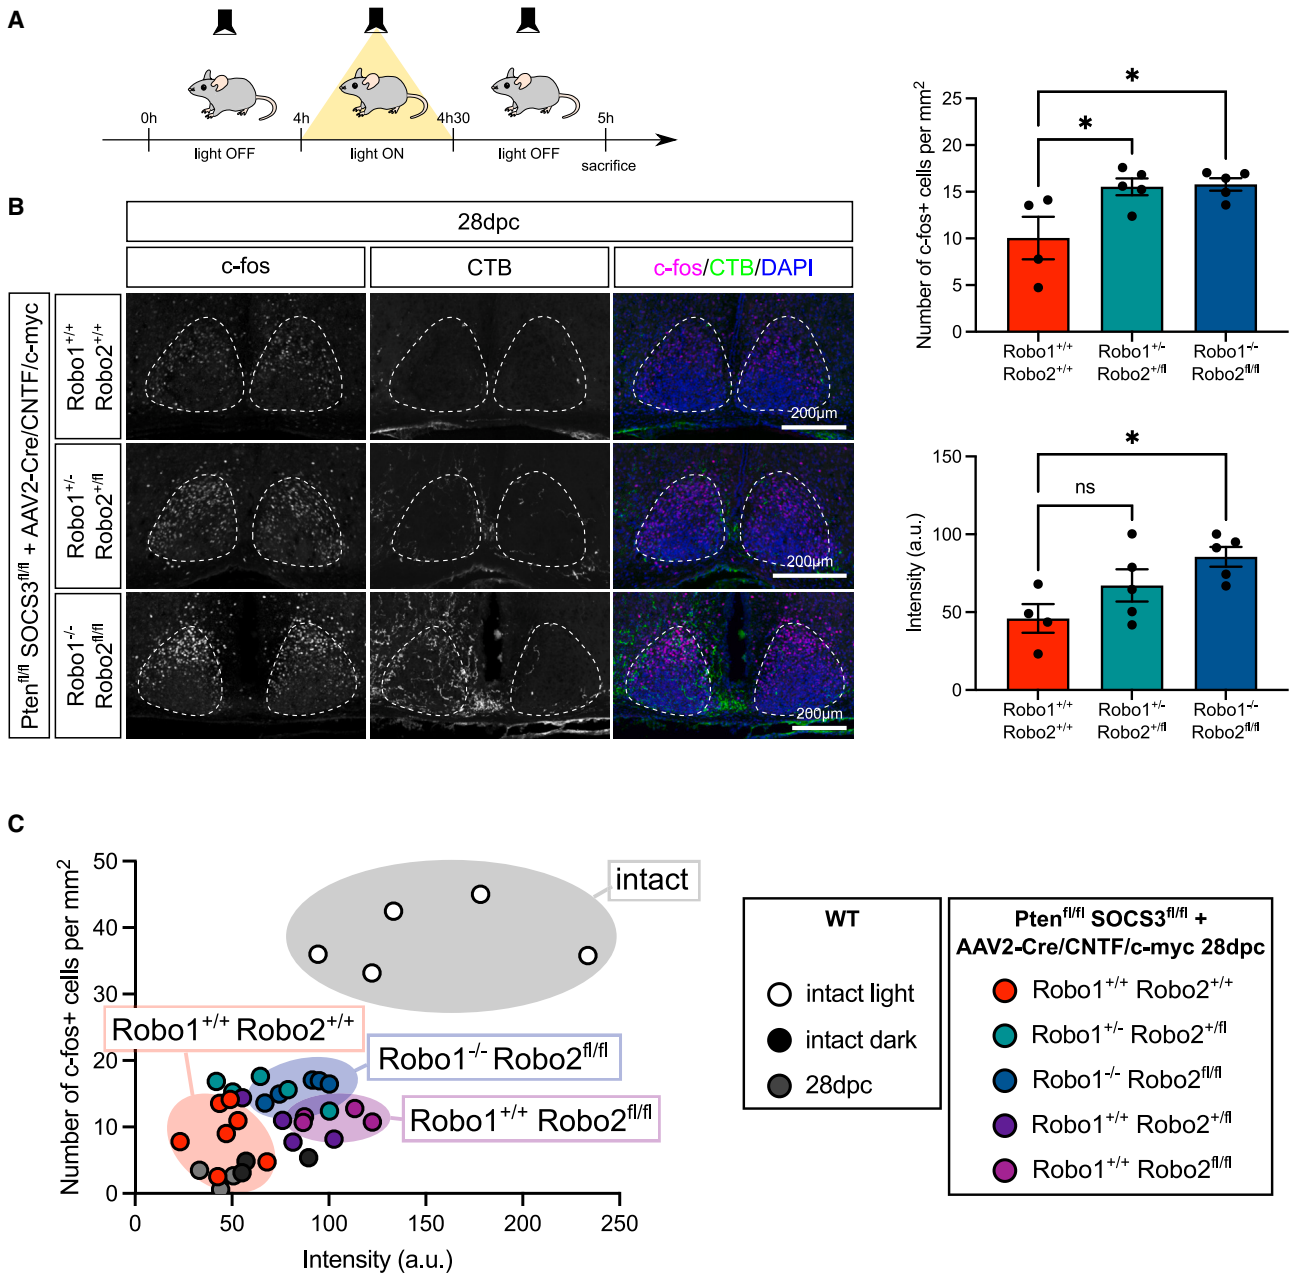 A
0h
4h
4h30
5h
light OFF
light ON
light OFF
sacrifice
B
28dpc
c-fos
CTB
c-fos/CTB/DAPI
Pten^fl/fl SOCS3^fl/fl + AAV2-Cre/CNTF/c-myc
Robo1^+/+
Robo2^+/+
200µm
Robo1^+/-
Robo2^+/fl
200µm
Robo1^-/-
Robo2^fl/fl
200µm
Number of c-fos+ cells per mm^2
25
20
15
10
5
0
*
*
Robo1^+/+ Robo1^+/- Robo1^-/-
Robo2^+/+ Robo2^+/fl Robo2^fl/fl
Intensity (a.u.)
150
100
50
0
*
ns
Robo1^+/+ Robo1^+/- Robo1^-/-
Robo2^+/+ Robo2^+/fl Robo2^fl/fl
C
Number of c-fos+ cells per mm^2
50
40
30
20
10
0
intact
Robo1^+/+ Robo2^+/+
Robo1^-/- Robo2^fl/fl
Robo1^+/+ Robo2^fl/fl
0 50 100 150 200 250
Intensity (a.u.)
WT
intact light
intact dark
28dpc
Pten^fl/fl SOCS3^fl/fl +
AAV2-Cre/CNTF/c-myc 28dpc
Robo1^+/+ Robo2^+/+
Robo1^+/- Robo2^+/fl
Robo1^-/- Robo2^fl/fl
Robo1^+/+ Robo2^+/fl
Robo1^+/+ Robo2^fl/fl